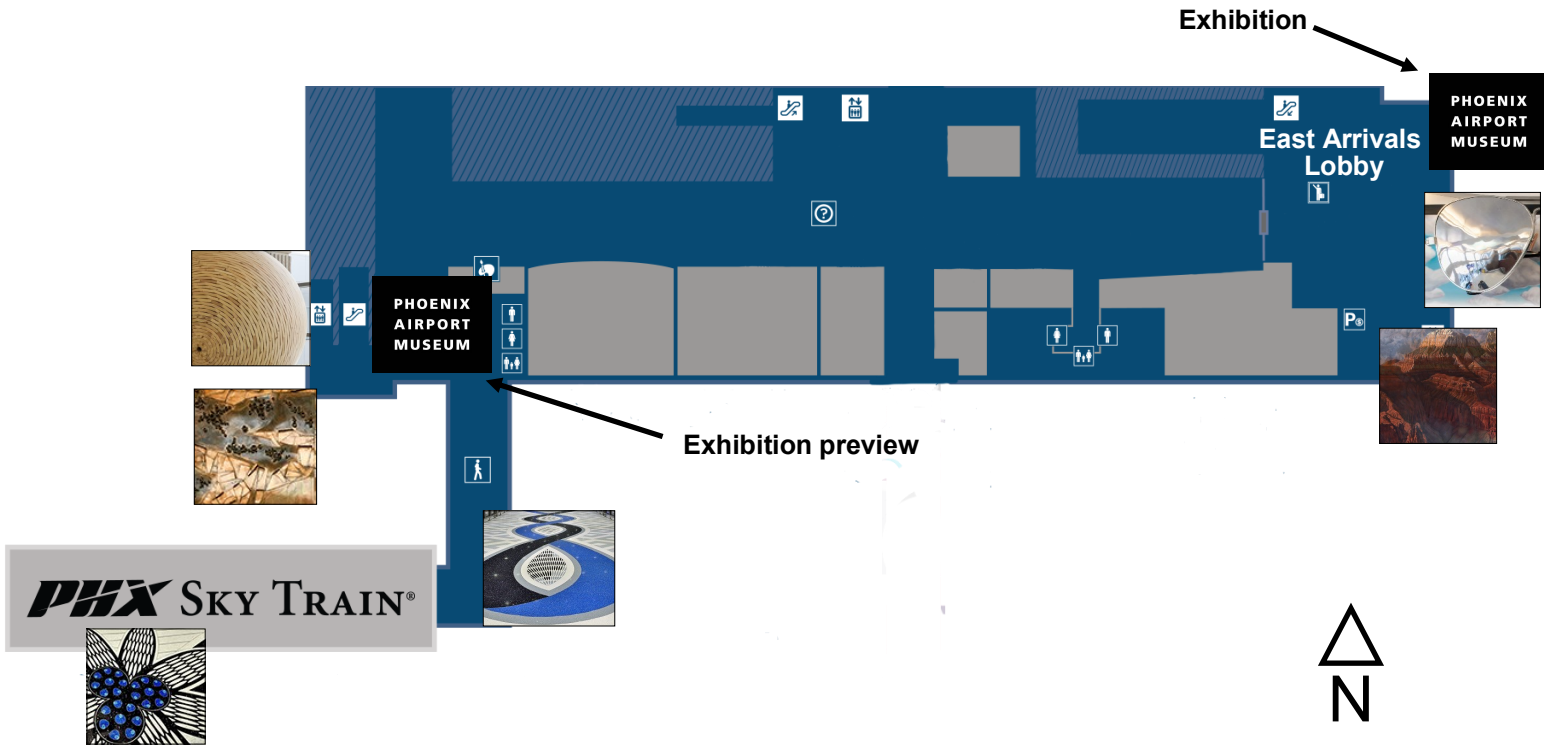 Exhibition
PHOENIX
AIRPORT
MUSEUM
East Arrivals
Lobby
?
PHOENIX
AIRPORT
MUSEUM
P$
Exhibition preview
PHX SKY TRAIN®
N